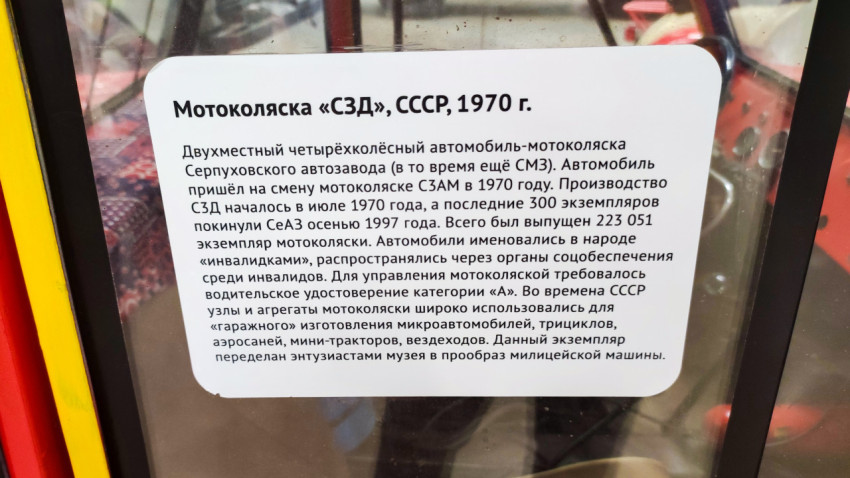 Мотоколяска «СЗД», СССР, 1970 г.
Двухместный четырёхколёсный автомобиль-мотоколяска
Серпуховского автозавода (в то время ещё СМЗ). Автомобиль
пришёл на смену мотоколяске С3АМ в 1970 году. Производство
СЗД началось в июле 1970 года, а последние 300 экземпляров
покинули СеАЗ осенью 1997 года. Всего был выпущен 223 051
экземпляр мотоколяски. Автомобили именовались в народе
«инвалидками», распространялись через органы соцобеспечения
среди инвалидов. Для управления мотоколяской требовалось
водительское удостоверение категории «А». Во времена СССР
узлы и агрегаты мотоколяски широко использовались для
«гаражного» изготовления микроавтомобилей, трициклов,
аэросаней, мини-тракторов, вездеходов. Данный экземпляр
переделан энтузиастами музея в прообраз милицейской машины.